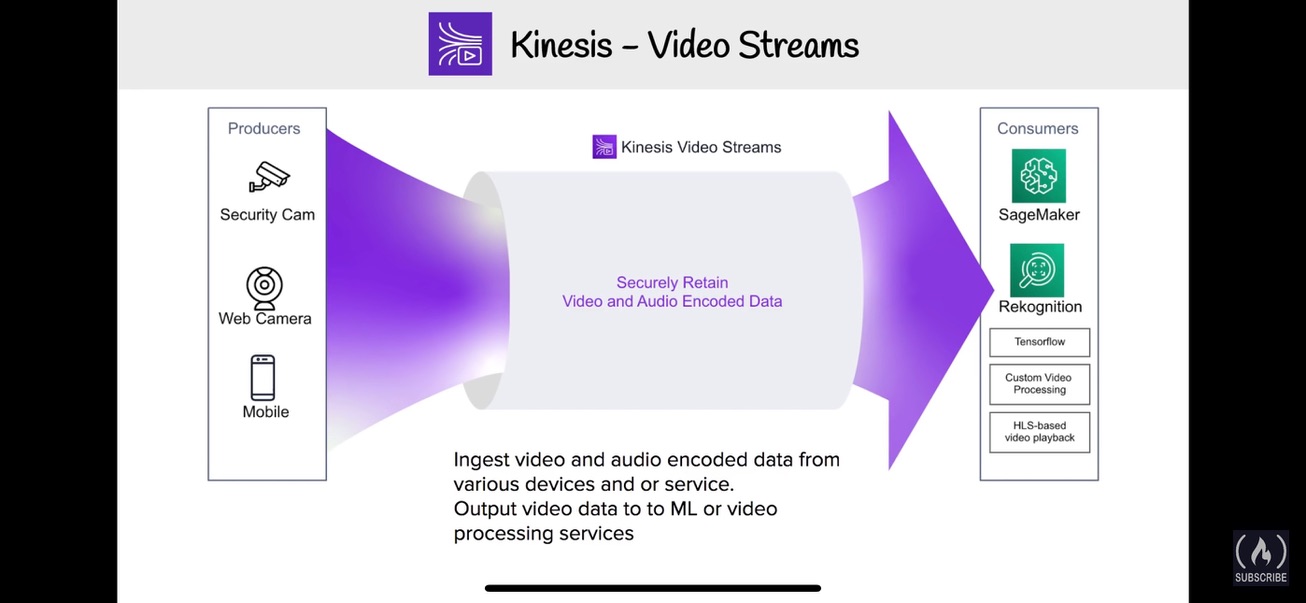 Kinesis - Video Streams
Producers
Security Cam
Web Camera
Mobile
Kinesis Video Streams
Securely Retain
Video and Audio Encoded Data
Consumers
SageMaker
Rekognition
Tensorflow
Custom Video
Processing
HLS-based
video playback
Ingest video and audio encoded data from
various devices and or service.
Output video data to to ML or video
processing services
SUBSCRIBE